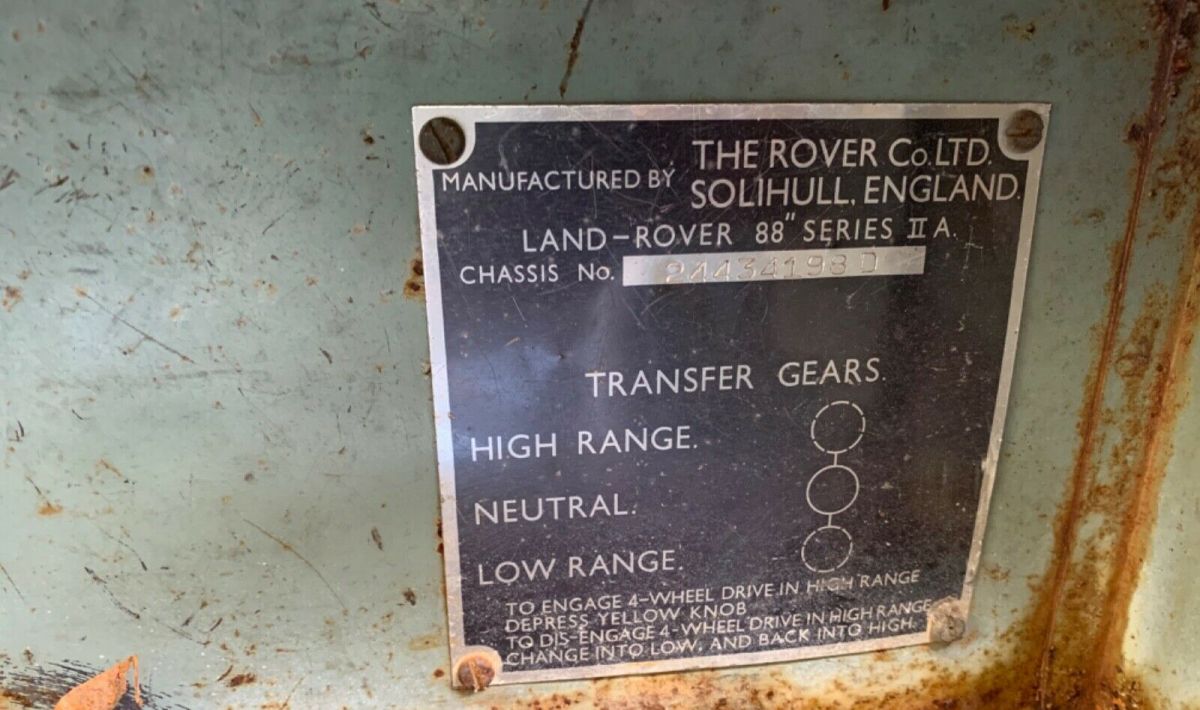 MANUFACTURED BY THE ROVER Co. LTD.
SOLIHULL, ENGLAND.
LAND-ROVER 88" SERIES II A.
CHASSIS No. 24434198D
TRANSFER GEARS.
HIGH RANGE.
NEUTRAL.
LOW RANGE.
TO ENGAGE 4-WHEEL DRIVE IN HIGH RANGE
DEPRESS YELLOW KNOB
TO DIS-ENGAGE 4-WHEEL DRIVE IN HIGH RANGE
CHANGE INTO LOW, AND BACK INTO HIGH.